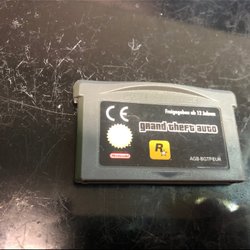 Freigegeben ab 12 Jahren
CE
grand theft auto
Nintendo
R
AGB-BGTP-EUR